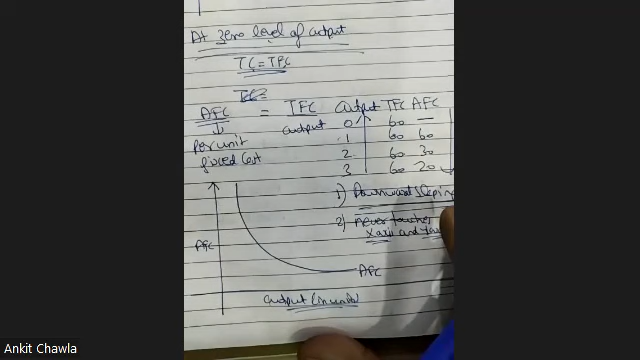 At zero level of output
TC = TFC
TC =
AFC = TFC output
per unit fixed cost
Output TFC AFC
0 60 —
1 60 60
2 60 30
3 60 20
1) Downward sloping
2) never touches
X axis and
AFC
AFC
Output (in units)
Ankit Chawla